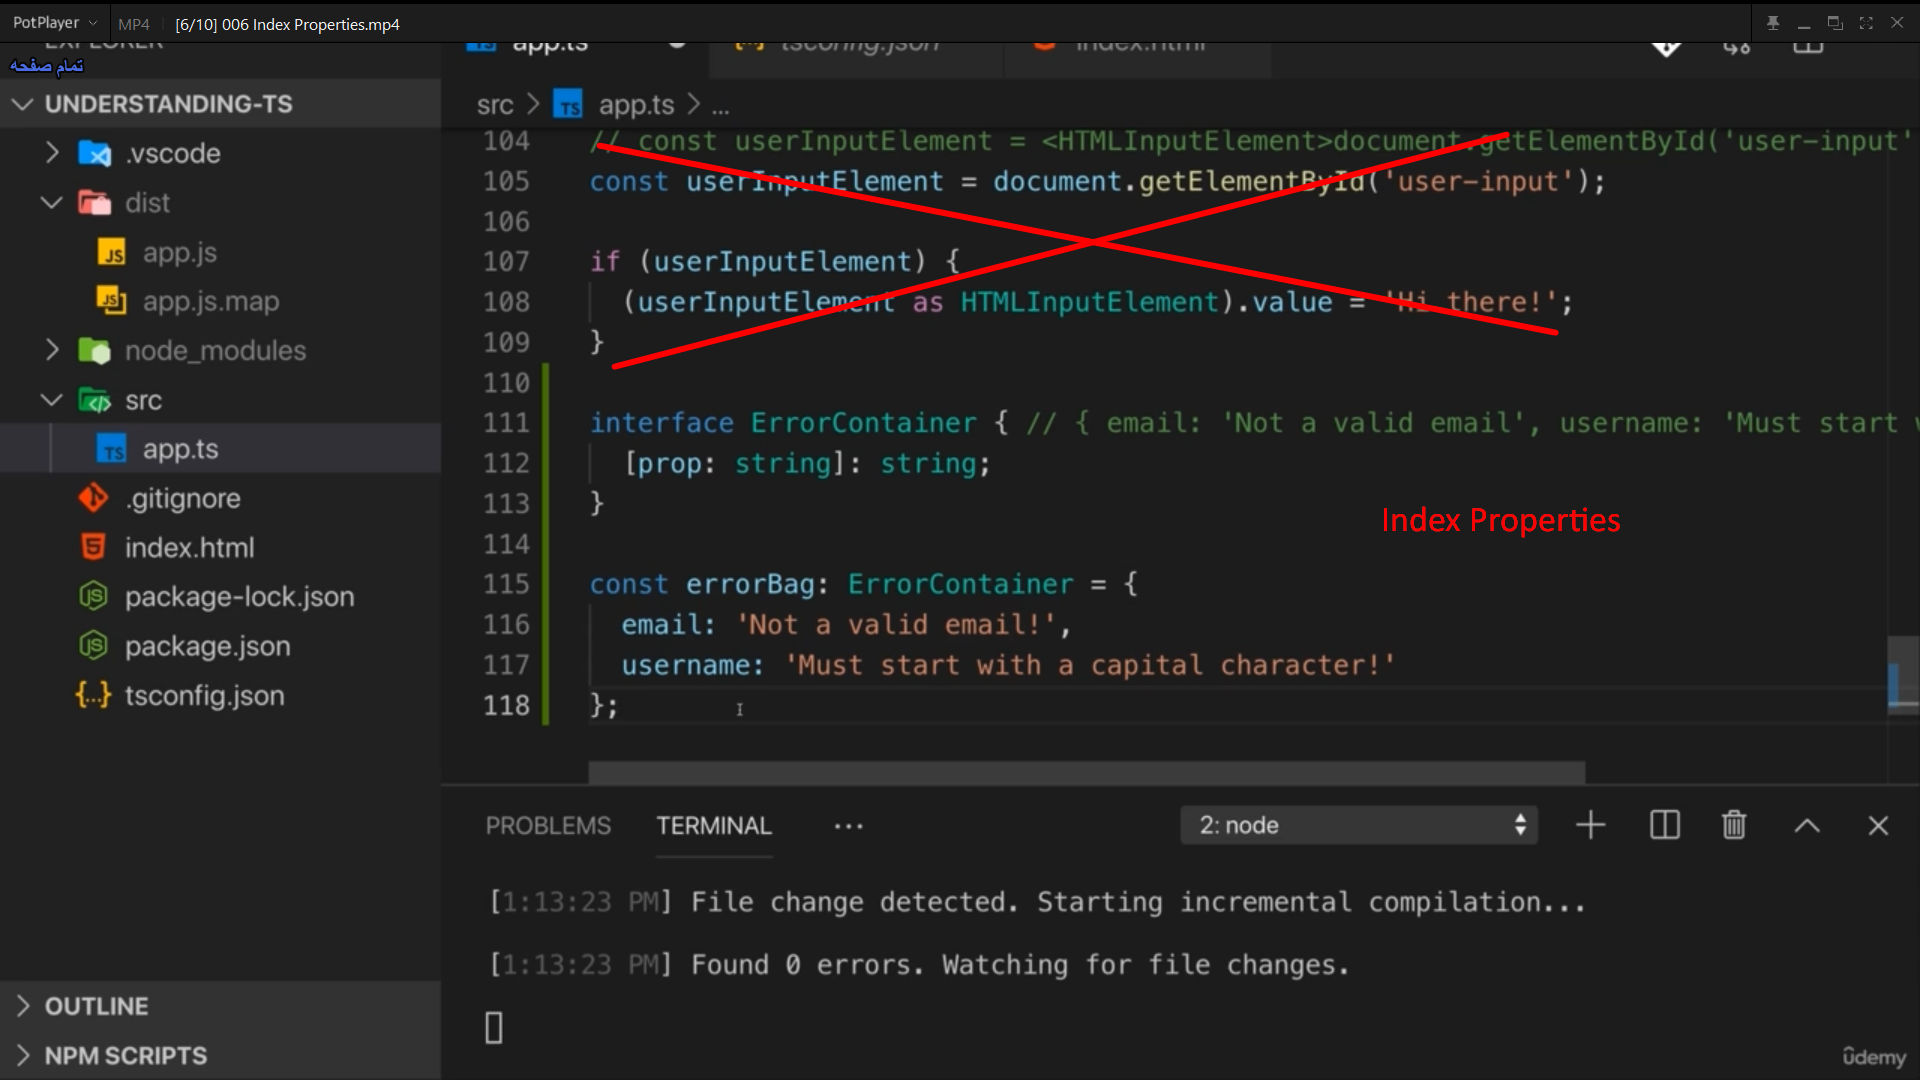 PotPlayer
MP4
[6/10] 006 Index Properties.mp4
EXPLORER
app.ts
tsconfig.json
index.html
تمام صفحه
UNDERSTANDING-TS
src > TS app.ts > ...
.vscode
dist
app.js
app.js.map
node_modules
src
app.ts
.gitignore
index.html
package-lock.json
package.json
tsconfig.json
OUTLINE
NPM SCRIPTS
104 // const userInputElement = <HTMLInputElement>document.getElementById('user-input'
105 const userInputElement = document.getElementById('user-input');
106
107 if (userInputElement) {
108 (userInputElement as HTMLInputElement).value = 'Hi there!';
109 }
110
111 interface ErrorContainer { // { email: 'Not a valid email', username: 'Must start
112 [prop: string]: string;
113 }
114
115 const errorBag: ErrorContainer = {
116 email: 'Not a valid email!',
117 username: 'Must start with a capital character!'
118 };
Index Properties
PROBLEMS
TERMINAL
...
2: node
[1:13:23 PM] File change detected. Starting incremental compilation...
[1:13:23 PM] Found 0 errors. Watching for file changes.
ûdemy